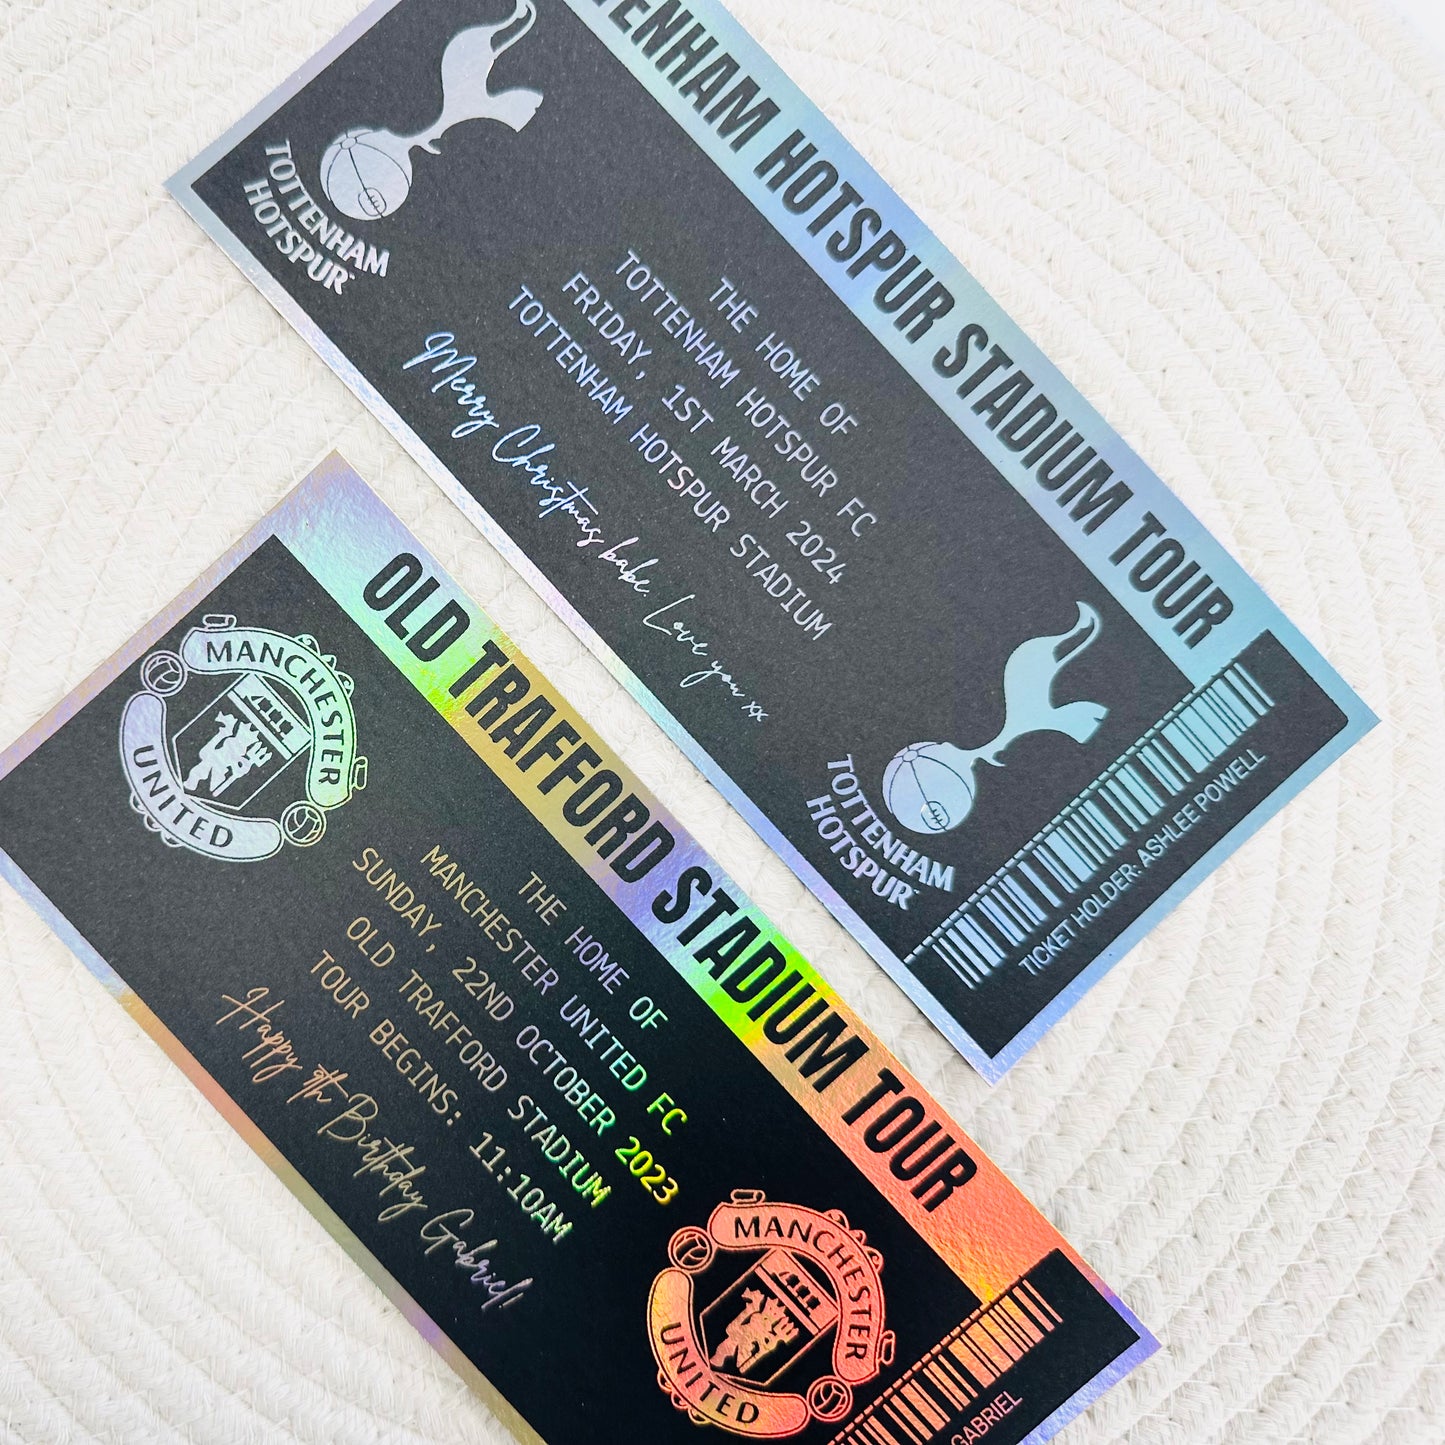 TOTTENHAM
HOTSPUR
HOTSPUR STADIUM TOUR
THE HOME OF
TOTTENHAM HOTSPUR FC
FRIDAY, 1ST MARCH 2024
TOTTENHAM HOTSPUR STADIUM
Merry Christmas babe. Love you xx
TOTTENHAM
HOTSPUR
TICKET HOLDER: ASHLEE POWELL
OLD TRAFFORD STADIUM TOUR
MANCHESTER
UNITED
THE HOME OF
MANCHESTER UNITED FC
SUNDAY, 22ND OCTOBER 2023
OLD TRAFFORD STADIUM
TOUR BEGINS: 11:10AM
Happy 9th Birthday Gabriel!
MANCHESTER
UNITED
GABRIEL